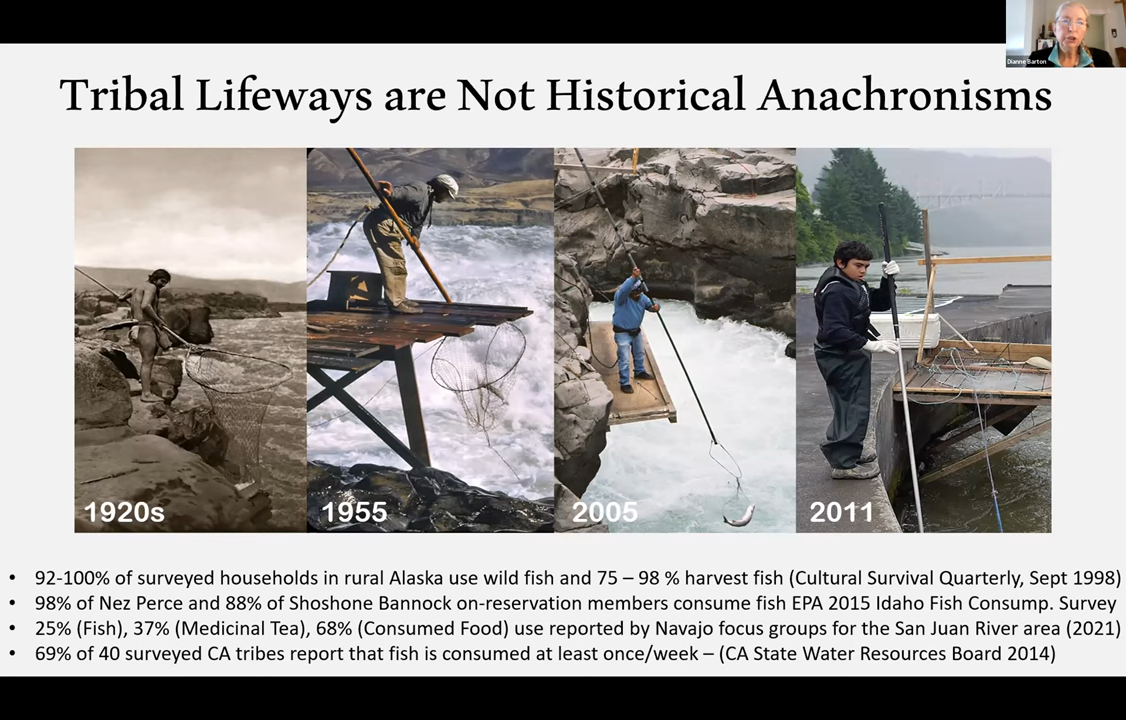 Dianne Barton
Tribal Lifeways are Not Historical Anachronisms
1920s
1955
2005
2011
• 92-100% of surveyed households in rural Alaska use wild fish and 75 – 98 % harvest fish (Cultural Survival Quarterly, Sept 1998)
• 98% of Nez Perce and 88% of Shoshone Bannock on-reservation members consume fish EPA 2015 Idaho Fish Consump. Survey
• 25% (Fish), 37% (Medicinal Tea), 68% (Consumed Food) use reported by Navajo focus groups for the San Juan River area (2021)
• 69% of 40 surveyed CA tribes report that fish is consumed at least once/week – (CA State Water Resources Board 2014)